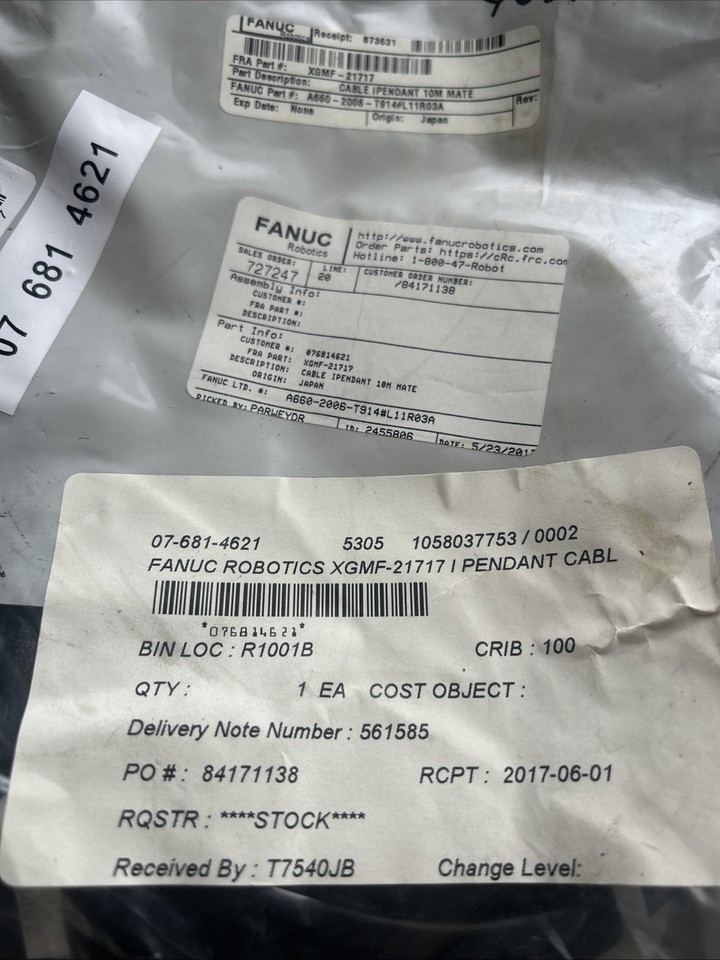 FANUC
Robotics
Receipt: 873631
FRA Part #: XGMF-21717
Part Description: CABLE IPENDANT 10M MATE
FANUC Part #: A660-2006-T914#L11R03A
Rev:
Exp Date: None
Origin: Japan
07 681 4621
FANUC
Robotics
http://www.fanucrobotics.com
Order Parts: https://cRc.frc.com
Hotline: 1-800-47-Robot
SALES ORDER:
727247
LINE:
20
CUSTOMER ORDER NUMBER:
/84171138
Assembly Info:
CUSTOMER #:
FRA PART #:
DESCRIPTION:
Part Info:
CUSTOMER #: 076814621
FRA PART: XGMF-21717
DESCRIPTION: CABLE IPENDANT 10M MATE
ORIGIN: JAPAN
FANUC LTD. #: A660-2006-T914#L11R03A
PICKED BY: PARWEYDR
ID: 2455806
DATE: 5/23/2017
07-681-4621 5305 1058037753 / 0002
FANUC ROBOTICS XGMF-21717 I PENDANT CABL
*076814621*
BIN LOC : R1001B CRIB : 100
QTY : 1 EA COST OBJECT :
Delivery Note Number : 561585
PO # : 84171138 RCPT : 2017-06-01
RQSTR : ****STOCK****
Received By : T7540JB Change Level: